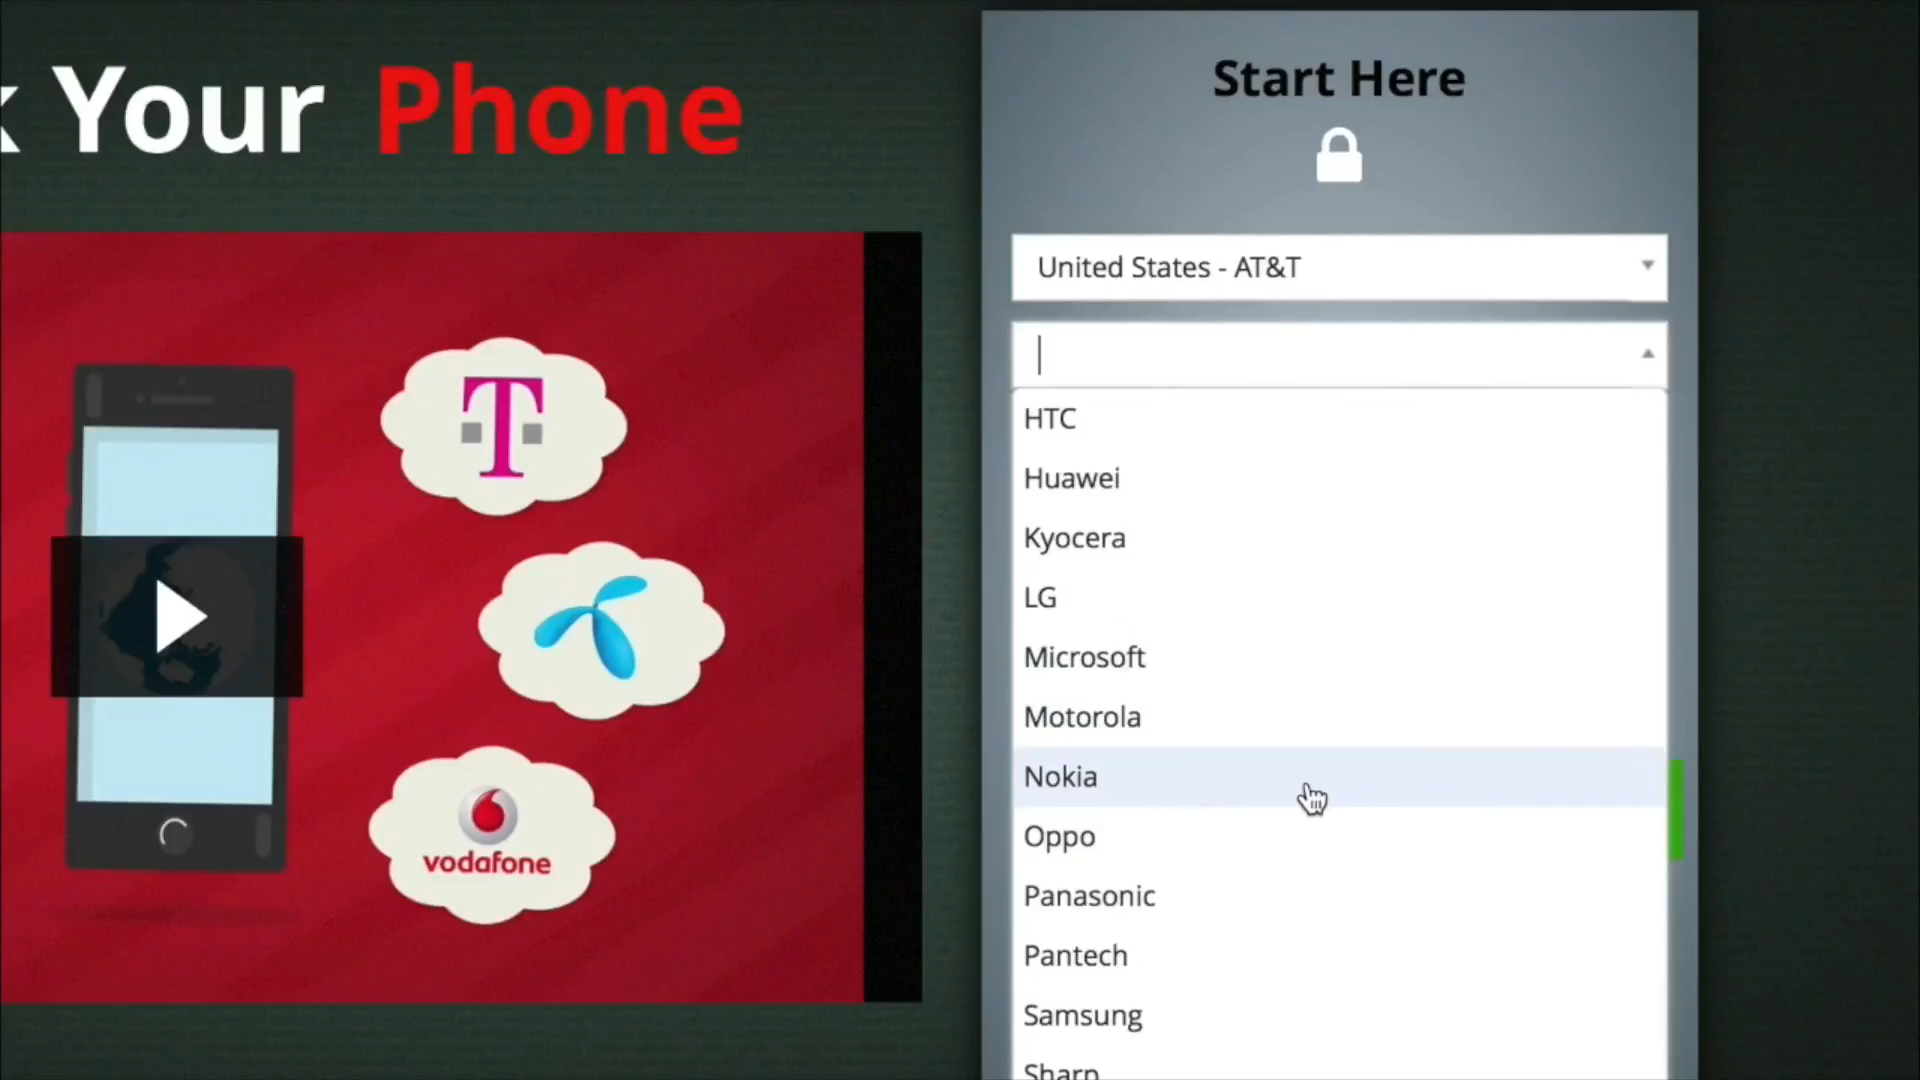 k Your Phone
T
vodafone
Start Here
United States - AT&T
HTC
Huawei
Kyocera
LG
Microsoft
Motorola
Nokia
Oppo
Panasonic
Pantech
Samsung
Sharp